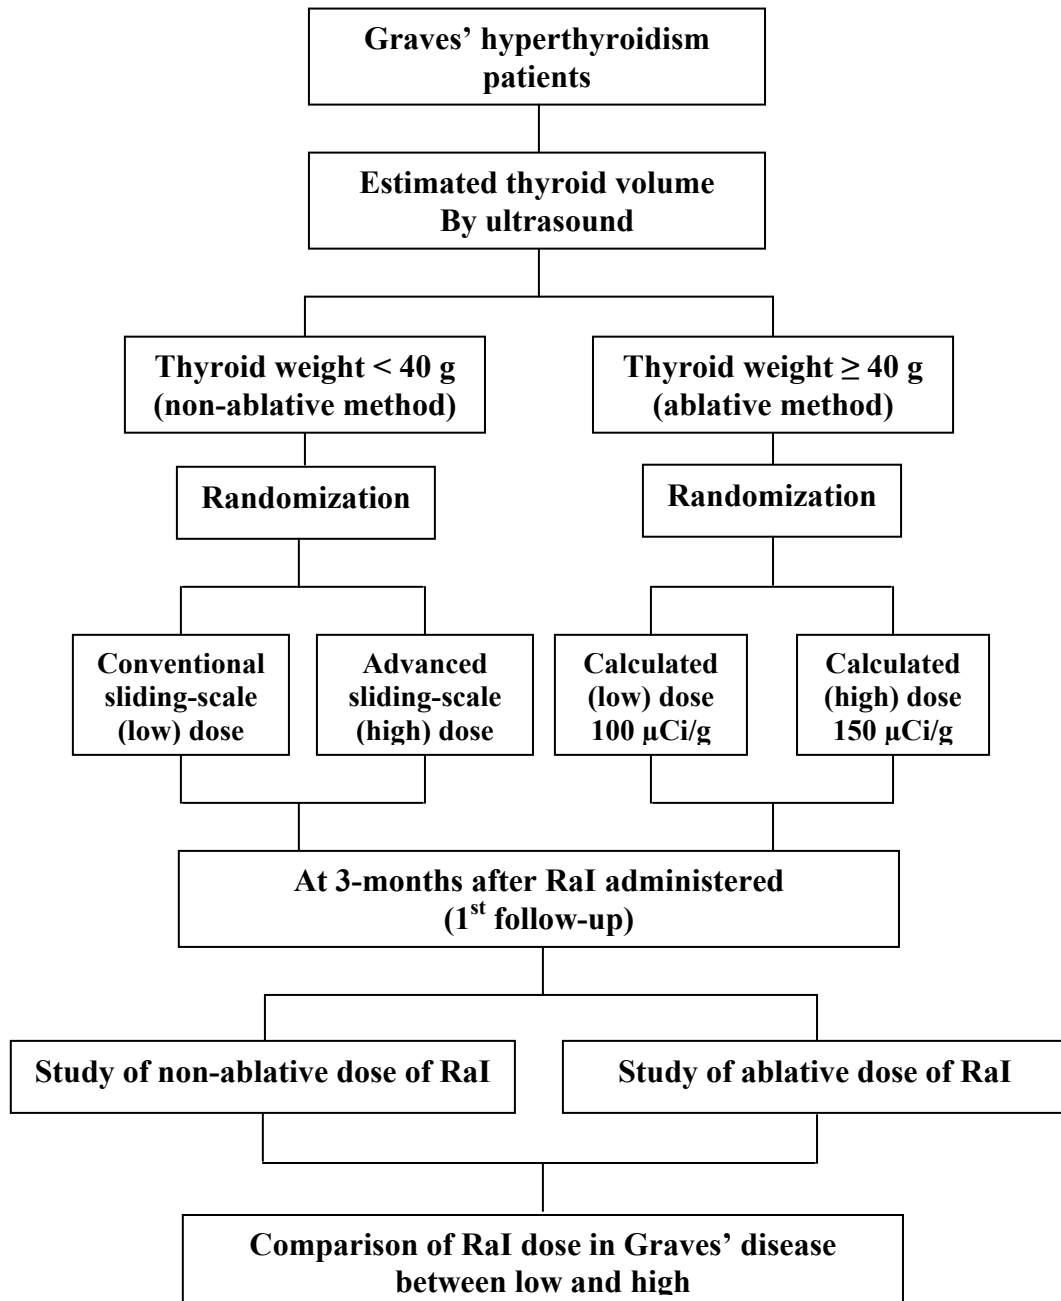 Graves’ hyperthyroidism
patients
Estimated thyroid volume
By ultrasound
Thyroid weight < 40 g
(non-ablative method)
Thyroid weight ≥ 40 g
(ablative method)
Randomization
Randomization
Conventional
sliding-scale
(low) dose
Advanced
sliding-scale
(high) dose
Calculated
(low) dose
100 µCi/g
Calculated
(high) dose
150 µCi/g
At 3-months after RaI administered
(1st follow-up)
Study of non-ablative dose of RaI
Study of ablative dose of RaI
Comparison of RaI dose in Graves’ disease
between low and high